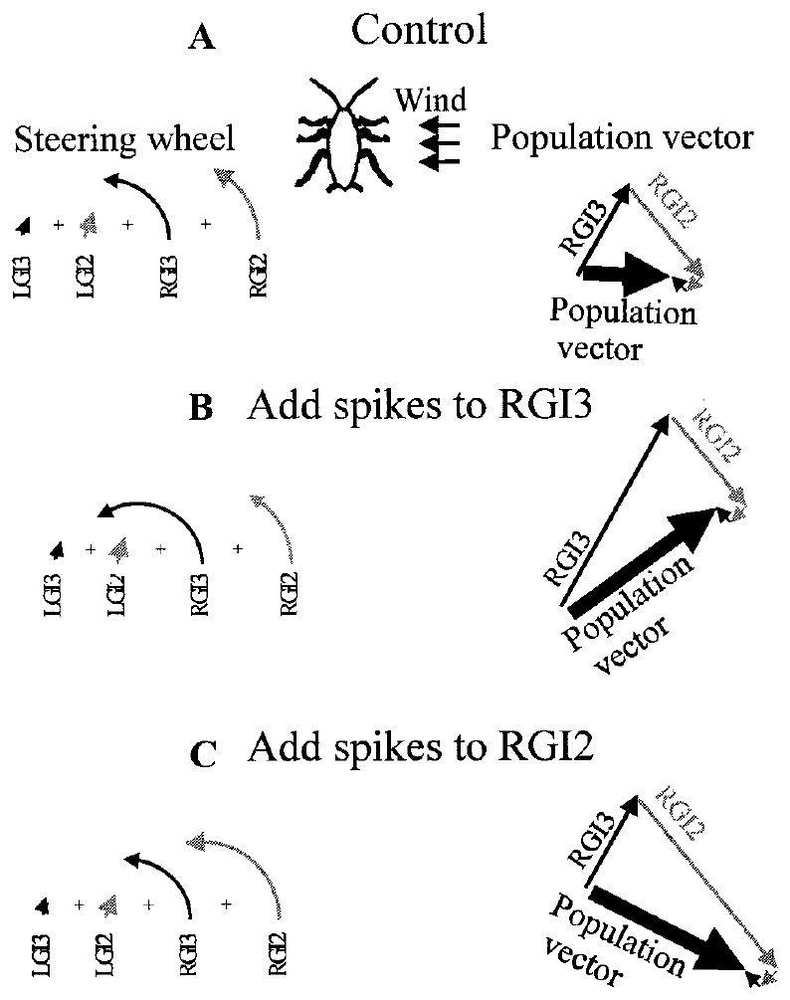 A Control
Wind
Steering wheel
Population vector
+ + +
LGI3 LGI2 RGI3 RGI2
RGI3 RGI2
Population
vector
B Add spikes to RGI3
+ + +
LGI3 LGI2 RGI3 RGI2
RGI3 RGI2
Population
vector
C Add spikes to RGI2
+ + +
LGI3 LGI2 RGI3 RGI2
RGI3 RGI2
Population
vector